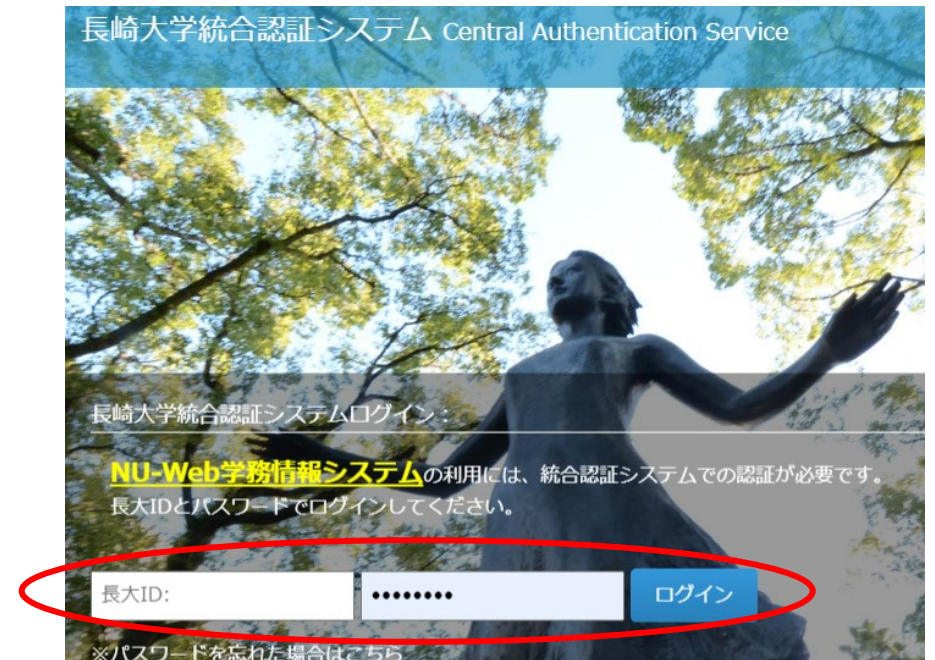 長崎大学統合認証システム Central Authentication Service
長崎大学統合認証システムログイン：
NU-Web学務情報システムの利用には、統合認証システムでの認証が必要です。
長大IDとパスワードでログインしてください。
長大ID: •••••••• ログイン
※パスワードを忘れた場合はこちら